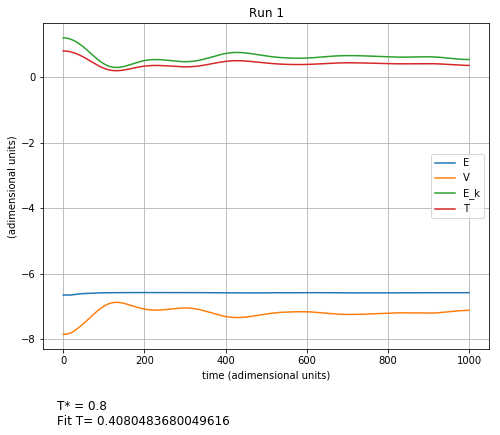 Run 1
0
−2
−4
−6
−8
(adimensional units)
E
V
E_k
T
0
200
400
600
800
1000
time (adimensional units)
T* = 0.8
Fit T= 0.4080483680049616